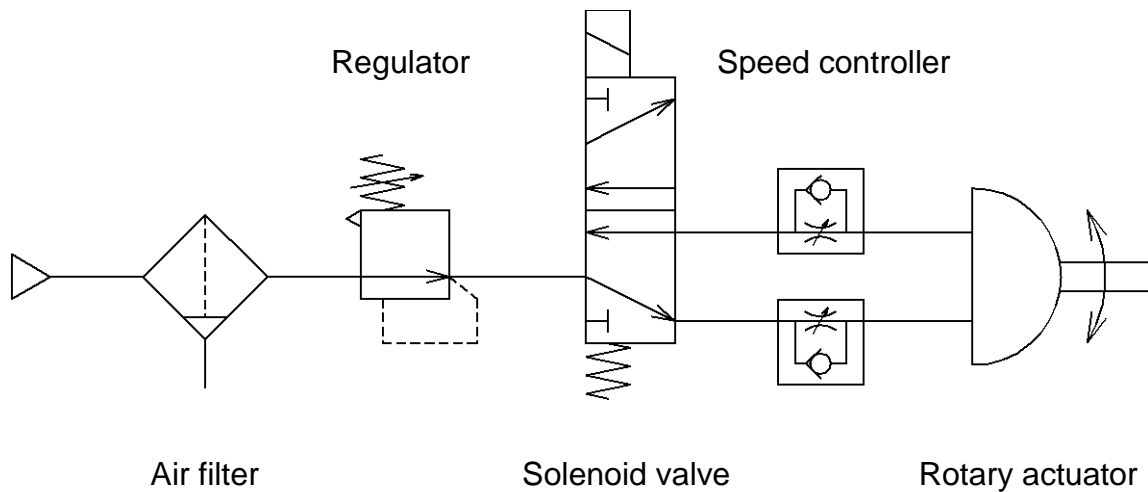 Regulator
Speed controller
Air filter
Solenoid valve
Rotary actuator